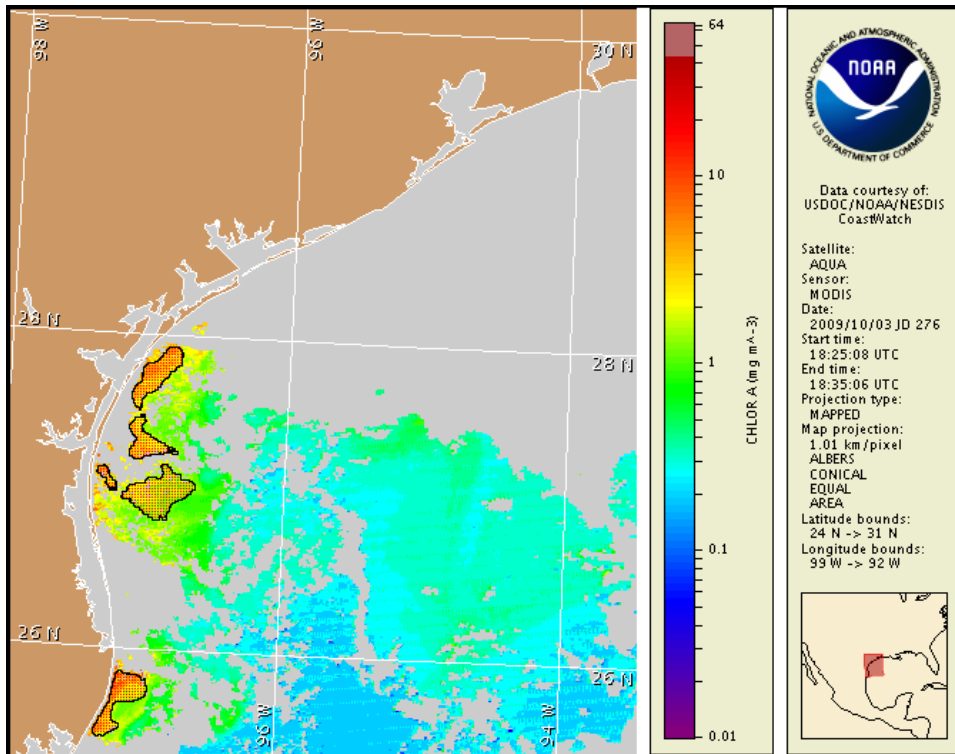 98 W
96 W
30 N
28 N
28 N
26 N
26 N
96 W
94 W
64
10
1
0.1
0.01
CHLOR A (mg m^-3)
NATIONAL OCEANIC AND ATMOSPHERIC ADMINISTRATION
NOAA
U.S. DEPARTMENT OF COMMERCE
Data courtesy of:
USDOC/NOAA/NESDIS
CoastWatch
Satellite:
AQUA
Sensor:
MODIS
Date:
2009/10/03 JD 276
Start time:
18:25:08 UTC
End time:
18:35:06 UTC
Projection type:
MAPPED
Map projection:
1.01 km/pixel
ALBERS
CONICAL
EQUAL
AREA
Latitude bounds:
24 N -> 31 N
Longitude bounds:
99 W -> 92 W